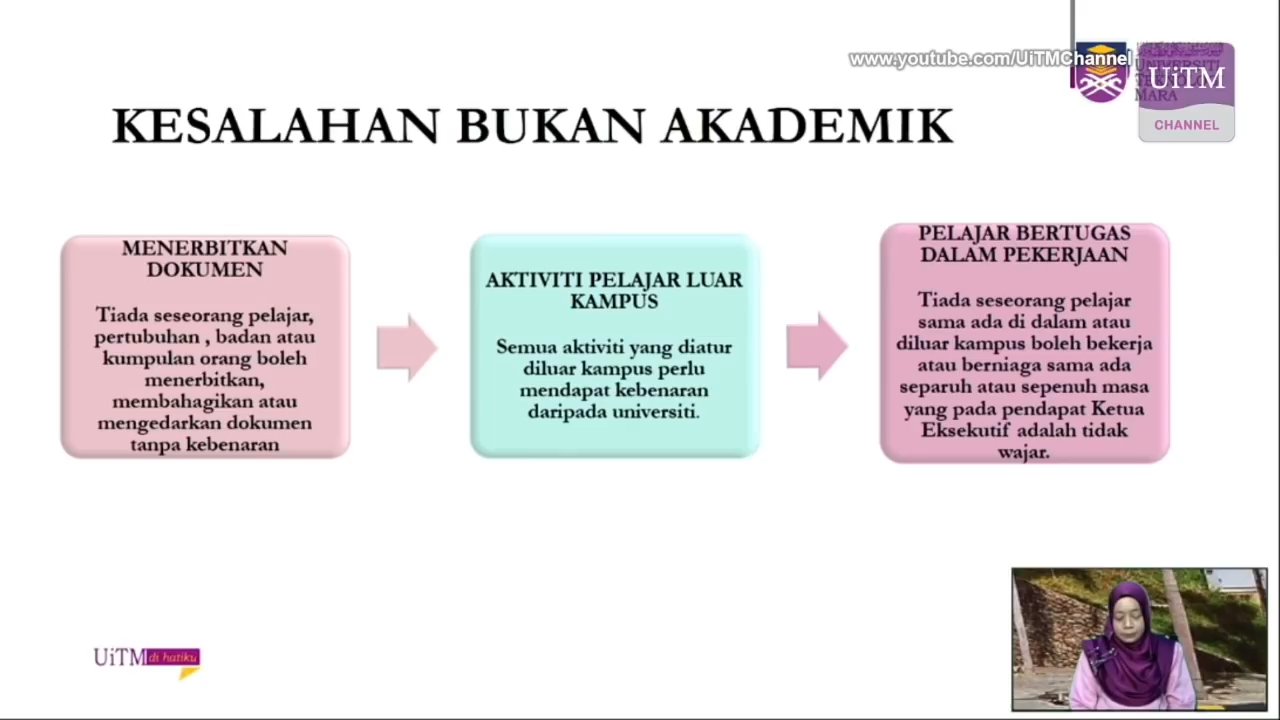 www.youtube.com/UiTMChannel
UNIVERSITI
TEKNOLOGI
MARA
UiTM
CHANNEL
KESALAHAN BUKAN AKADEMIK
MENERBITKAN
DOKUMEN
Tiada seseorang pelajar,
pertubuhan , badan atau
kumpulan orang boleh
menerbitkan,
membahagikan atau
mengedarkan dokumen
tanpa kebenaran
AKTIVITI PELAJAR LUAR
KAMPUS
Semua aktiviti yang diatur
diluar kampus perlu
mendapat kebenaran
daripada universiti.
PELAJAR BERTUGAS
DALAM PEKERJAAN
Tiada seseorang pelajar
sama ada di dalam atau
diluar kampus boleh bekerja
atau berniaga sama ada
separuh atau sepenuh masa
yang pada pendapat Ketua
Eksekutif adalah tidak
wajar.
UiTM di hatiku